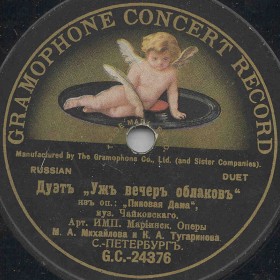 GRAMOPHONE CONCERT RECORD
Manufactured by The Gramophone Co., Ltd. (and Sister Companies).
RUSSIAN DUET
Дуэтъ „Ужъ вечеръ облаковъ“
изъ оп.: „Пиковая Дама“,
муз. Чайковскаго,
Арт. ИМП. Маріинск. Оперы
М. А. Михайлова и К. А. Тугаринова.
С.-ПЕТЕРБУРГЪ.
G.C.-24376